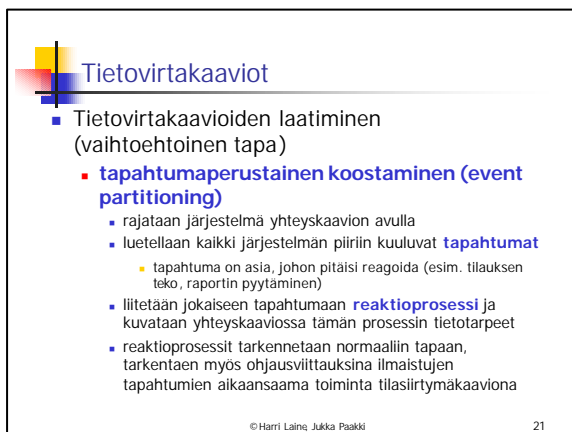 Tietovirtakaaviot
Tietovirtakaavioiden laatiminen
(vaihtoehtoinen tapa)
tapahtumaperustainen koostaminen (event
partitioning)
rajataan järjestelmä yhteyskaavion avulla
luetellaan kaikki järjestelmän piiriin kuuluvat tapahtumat
tapahtuma on asia, johon pitäisi reagoida (esim. tilauksen
teko, raportin pyytäminen)
liitetään jokaiseen tapahtumaan reaktioprosessi ja
kuvataan yhteyskaaviossa tämän prosessin tietotarpeet
reaktioprosessit tarkennetaan normaaliin tapaan,
tarkentaen myös ohjausviittauksina ilmaistujen
tapahtumien aikaansaama toiminta tilasiirtymäkaaviona
© Harri Laine, Jukka Paakki
21